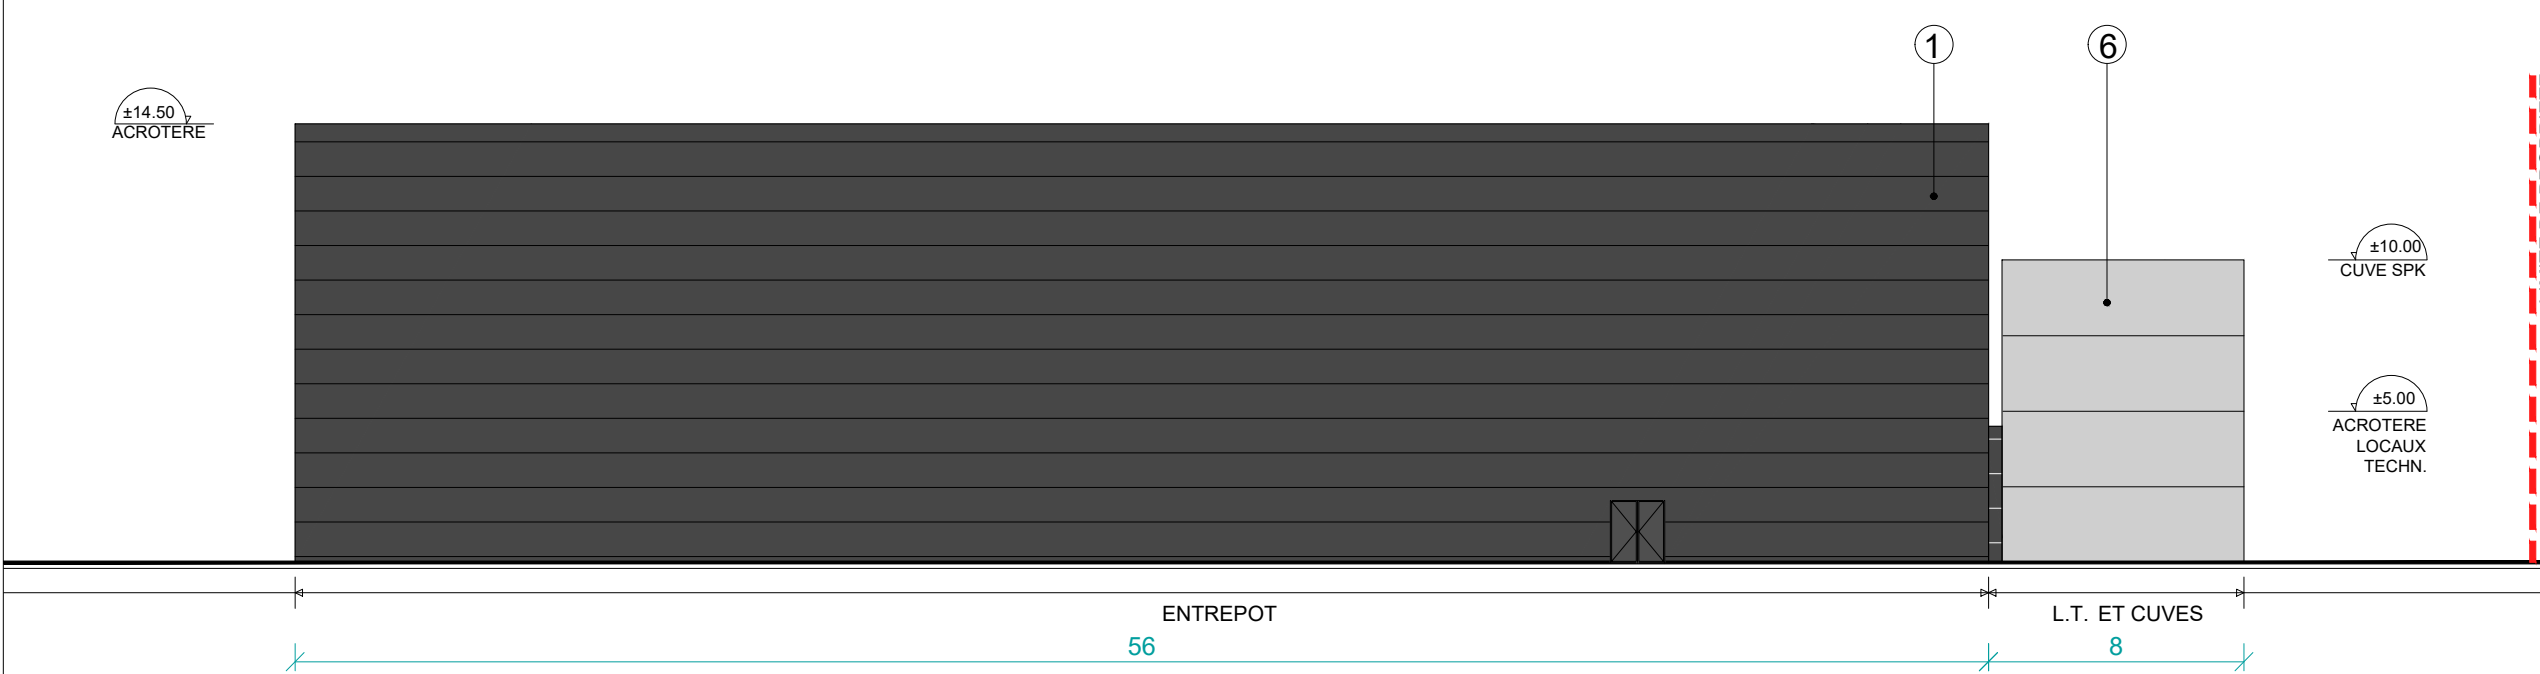 1
6
±14.50
ACROTERE
±10.00
CUVE SPK
±5.00
ACROTERE
LOCAUX
TECHN.
ENTREPOT
L.T. ET CUVES
56
8